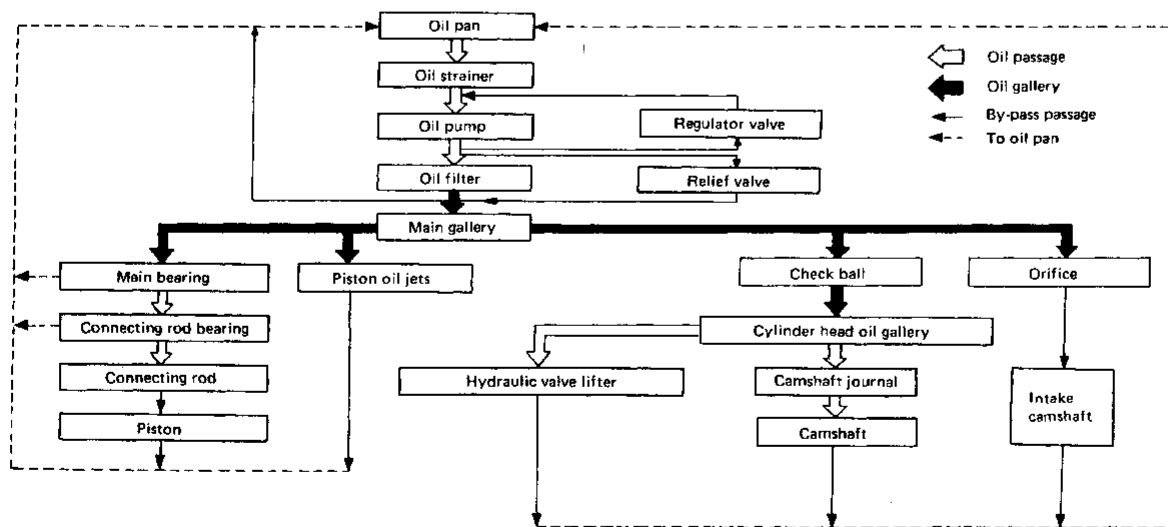 Oil pan
Oil passage
Oil strainer
Oil gallery
Oil pump
Regulator valve
By-pass passage
To oil pan
Oil filter
Relief valve
Main gallery
Main bearing
Piston oil jets
Check ball
Orifice
Connecting rod bearing
Cylinder head oil gallery
Connecting rod
Hydraulic valve lifter
Camshaft journal
Intake
camshaft
Piston
Camshaft